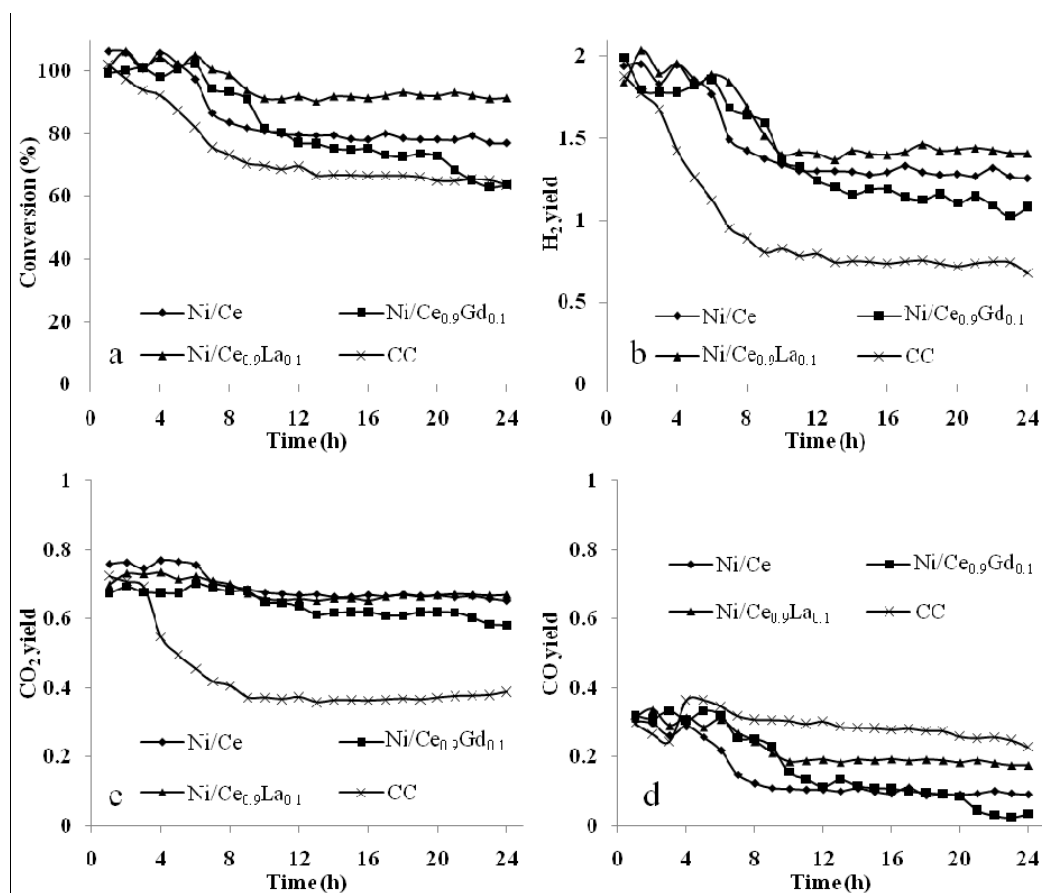 100
80
60
40
20
0
Conversion (%)
Ni/Ce
Ni/Ce0.9Gd0.1
Ni/Ce0.9La0.1
CC
a
0 4 8 12 16 20 24
Time (h)
2
1.5
1
0.5
0
H2 yield
Ni/Ce
Ni/Ce0.9Gd0.1
Ni/Ce0.9La0.1
CC
b
0 4 8 12 16 20 24
Time (h)
1
0.8
0.6
0.4
0.2
0
CO2 yield
Ni/Ce
Ni/Ce0.9Gd0.1
Ni/Ce0.9La0.1
CC
c
0 4 8 12 16 20 24
Time (h)
1
0.8
0.6
0.4
0.2
0
CO yield
Ni/Ce
Ni/Ce0.9Gd0.1
Ni/Ce0.9La0.1
CC
d
0 4 8 12 16 20 24
Time (h)